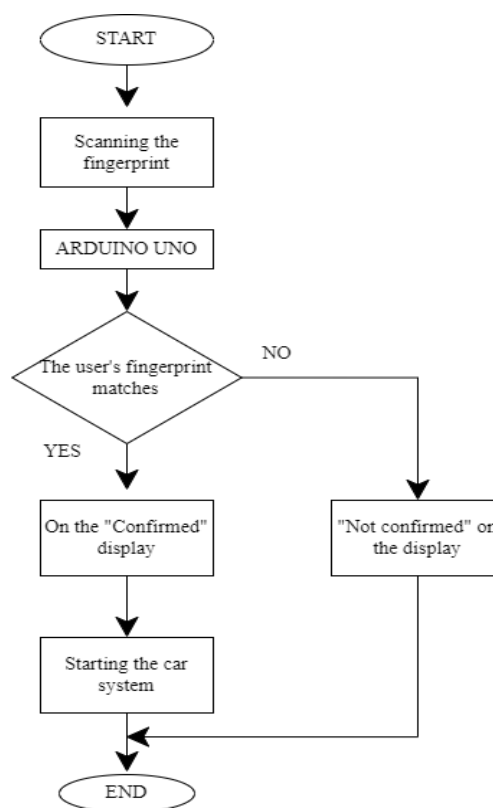 START
Scanning the
fingerprint
ARDUINO UNO
The user's fingerprint
matches
NO
YES
On the "Confirmed"
display
"Not confirmed" on
the display
Starting the car
system
END